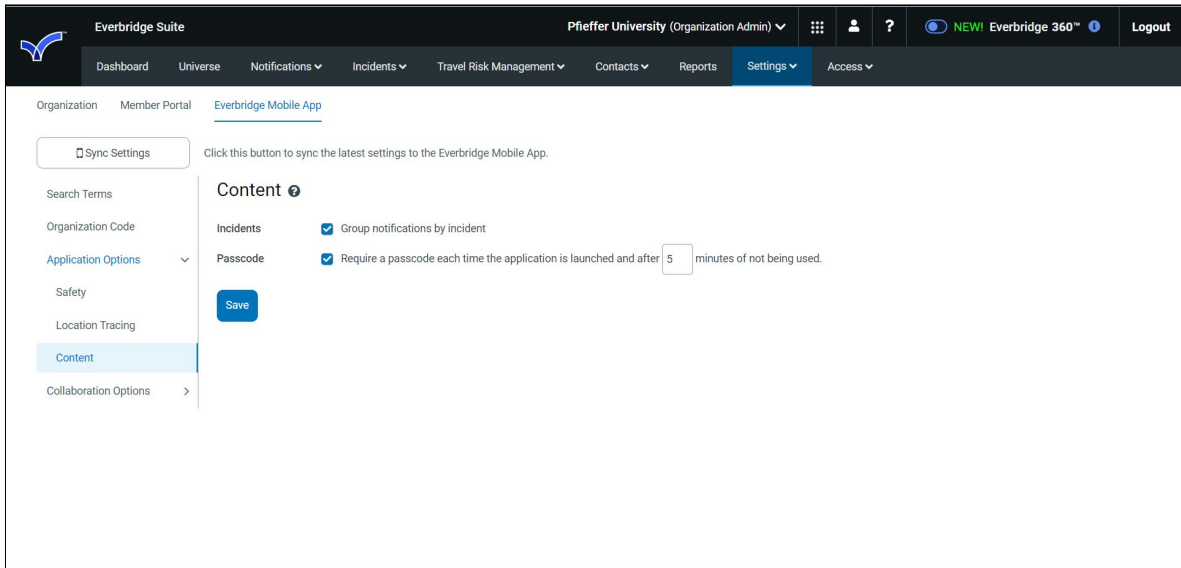 Everbridge Suite
Pfieffer University (Organization Admin)
? NEW! Everbridge 360™ Logout
Dashboard Universe Notifications Incidents Travel Risk Management Contacts Reports Settings Access
Organization Member Portal Everbridge Mobile App
Sync Settings Click this button to sync the latest settings to the Everbridge Mobile App.
Search Terms
Organization Code
Application Options
Safety
Location Tracing
Content
Collaboration Options
Content ?
Incidents Group notifications by incident
Passcode Require a passcode each time the application is launched and after 5 minutes of not being used.
Save